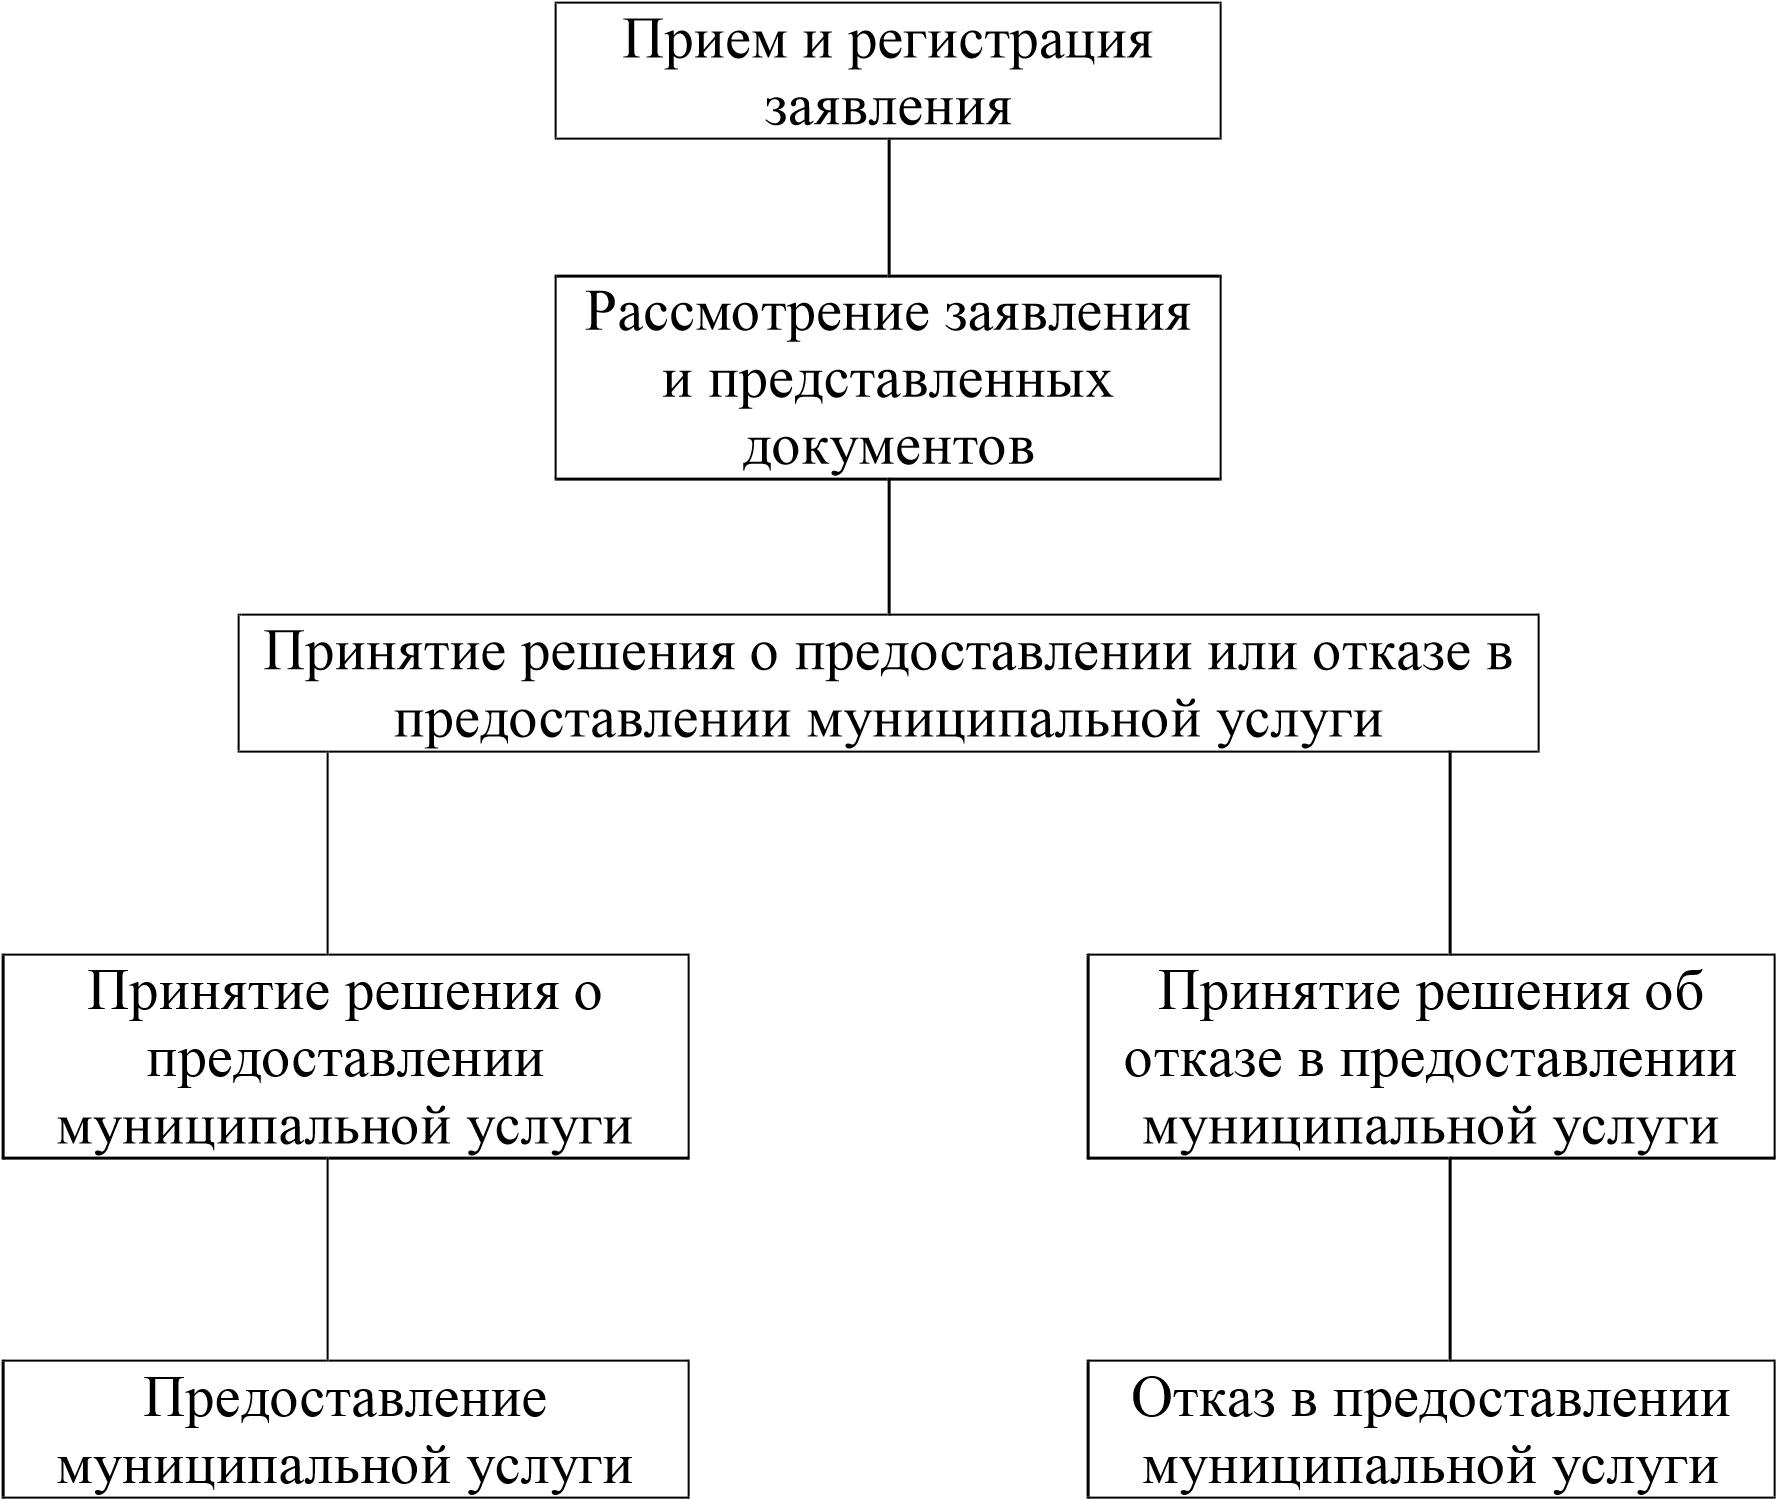 Прием и регистрация
заявления
Рассмотрение заявления
и представленных
документов
Принятие решения о предоставлении или отказе в
предоставлении муниципальной услуги
Принятие решения о
предоставлении
муниципальной услуги
Принятие решения об
отказе в предоставлении
муниципальной услуги
Предоставление
муниципальной услуги
Отказ в предоставлении
муниципальной услуги